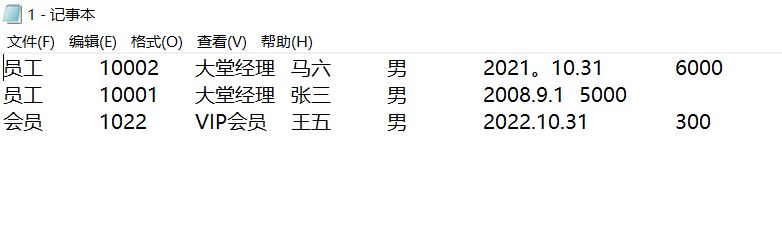 1 - 记事本
文件(F) 编辑(E) 格式(O) 查看(V) 帮助(H)
员工 10002 大堂经理 马六 男 2021。10.31 6000
员工 10001 大堂经理 张三 男 2008.9.1 5000
会员 1022 VIP会员 王五 男 2022.10.31 300